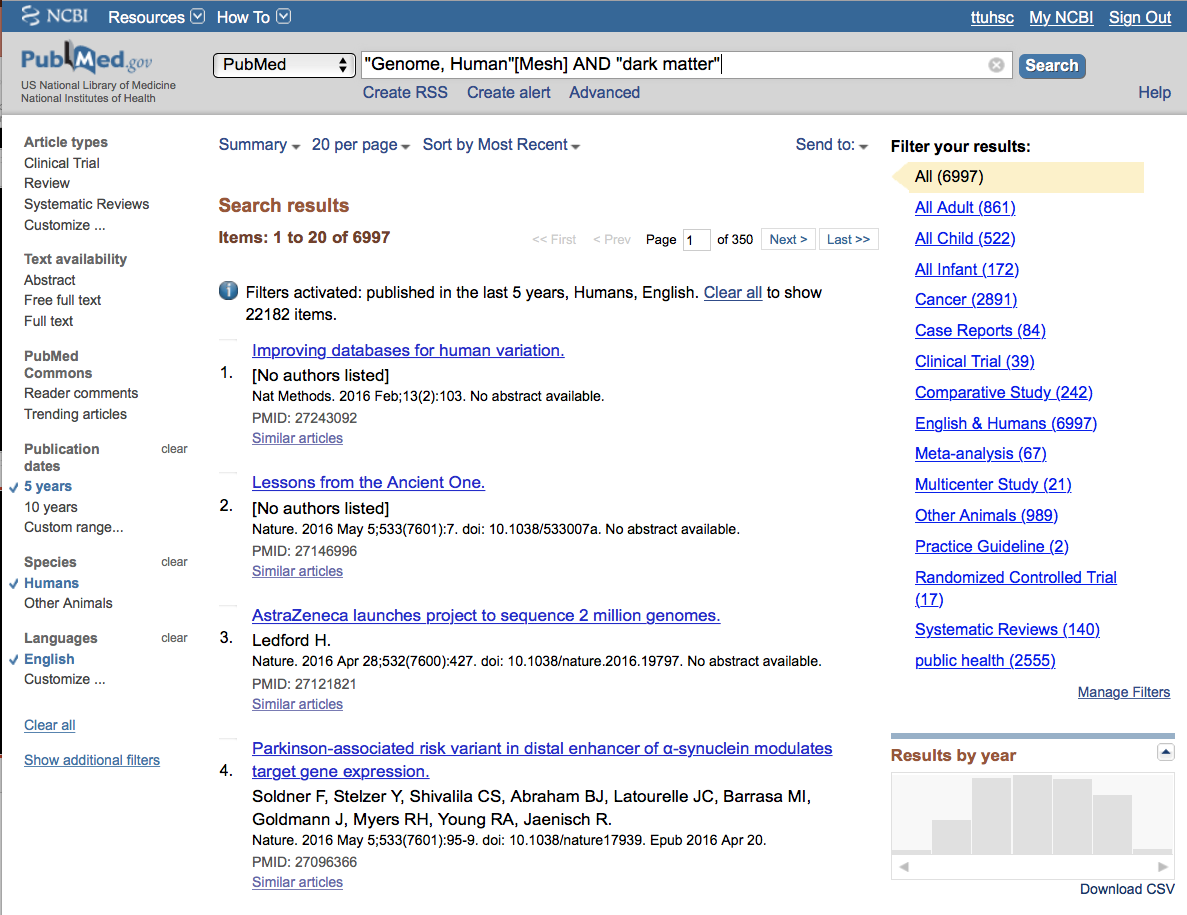 NCBI Resources How To ttuhsc My NCBI Sign Out
PubMed.gov
US National Library of Medicine
National Institutes of Health
PubMed "Genome, Human"[Mesh] AND "dark matter" Search
Create RSS Create alert Advanced Help
Article types
Clinical Trial
Review
Systematic Reviews
Customize ...
Text availability
Abstract
Free full text
Full text
PubMed
Commons
Reader comments
Trending articles
Publication clear
dates
5 years
10 years
Custom range...
Species clear
Humans
Other Animals
Languages clear
English
Customize ...
Clear all
Show additional filters
Summary 20 per page Sort by Most Recent Send to:
Search results
Items: 1 to 20 of 6997
<< First < Prev Page 1 of 350 Next > Last >>
Filters activated: published in the last 5 years, Humans, English. Clear all to show
22182 items.
Improving databases for human variation.
1. [No authors listed]
Nat Methods. 2016 Feb;13(2):103. No abstract available.
PMID: 27243092
Similar articles
Lessons from the Ancient One.
2. [No authors listed]
Nature. 2016 May 5;533(7601):7. doi: 10.1038/533007a. No abstract available.
PMID: 27146996
Similar articles
AstraZeneca launches project to sequence 2 million genomes.
3. Ledford H.
Nature. 2016 Apr 28;532(7600):427. doi: 10.1038/nature.2016.19797. No abstract available.
PMID: 27121821
Similar articles
Parkinson-associated risk variant in distal enhancer of α-synuclein modulates
4. target gene expression.
Soldner F, Stelzer Y, Shivalila CS, Abraham BJ, Latourelle JC, Barrasa MI,
Goldmann J, Myers RH, Young RA, Jaenisch R.
Nature. 2016 May 5;533(7601):95-9. doi: 10.1038/nature17939. Epub 2016 Apr 20.
PMID: 27096366
Similar articles
Filter your results:
All (6997)
All Adult (861)
All Child (522)
All Infant (172)
Cancer (2891)
Case Reports (84)
Clinical Trial (39)
Comparative Study (242)
English & Humans (6997)
Meta-analysis (67)
Multicenter Study (21)
Other Animals (989)
Practice Guideline (2)
Randomized Controlled Trial
(17)
Systematic Reviews (140)
public health (2555)
Manage Filters
Results by year
Download CSV